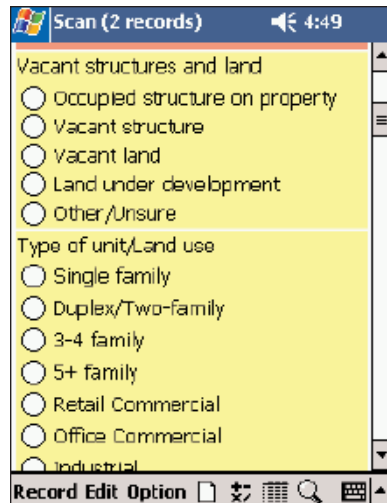 Scan (2 records) 4:49
Vacant structures and land
Occupied structure on property
Vacant structure
Vacant land
Land under development
Other/Unsure
Type of unit/Land use
Single family
Duplex/Two-family
3-4 family
5+ family
Retail Commercial
Office Commercial
Industrial
Record Edit Option